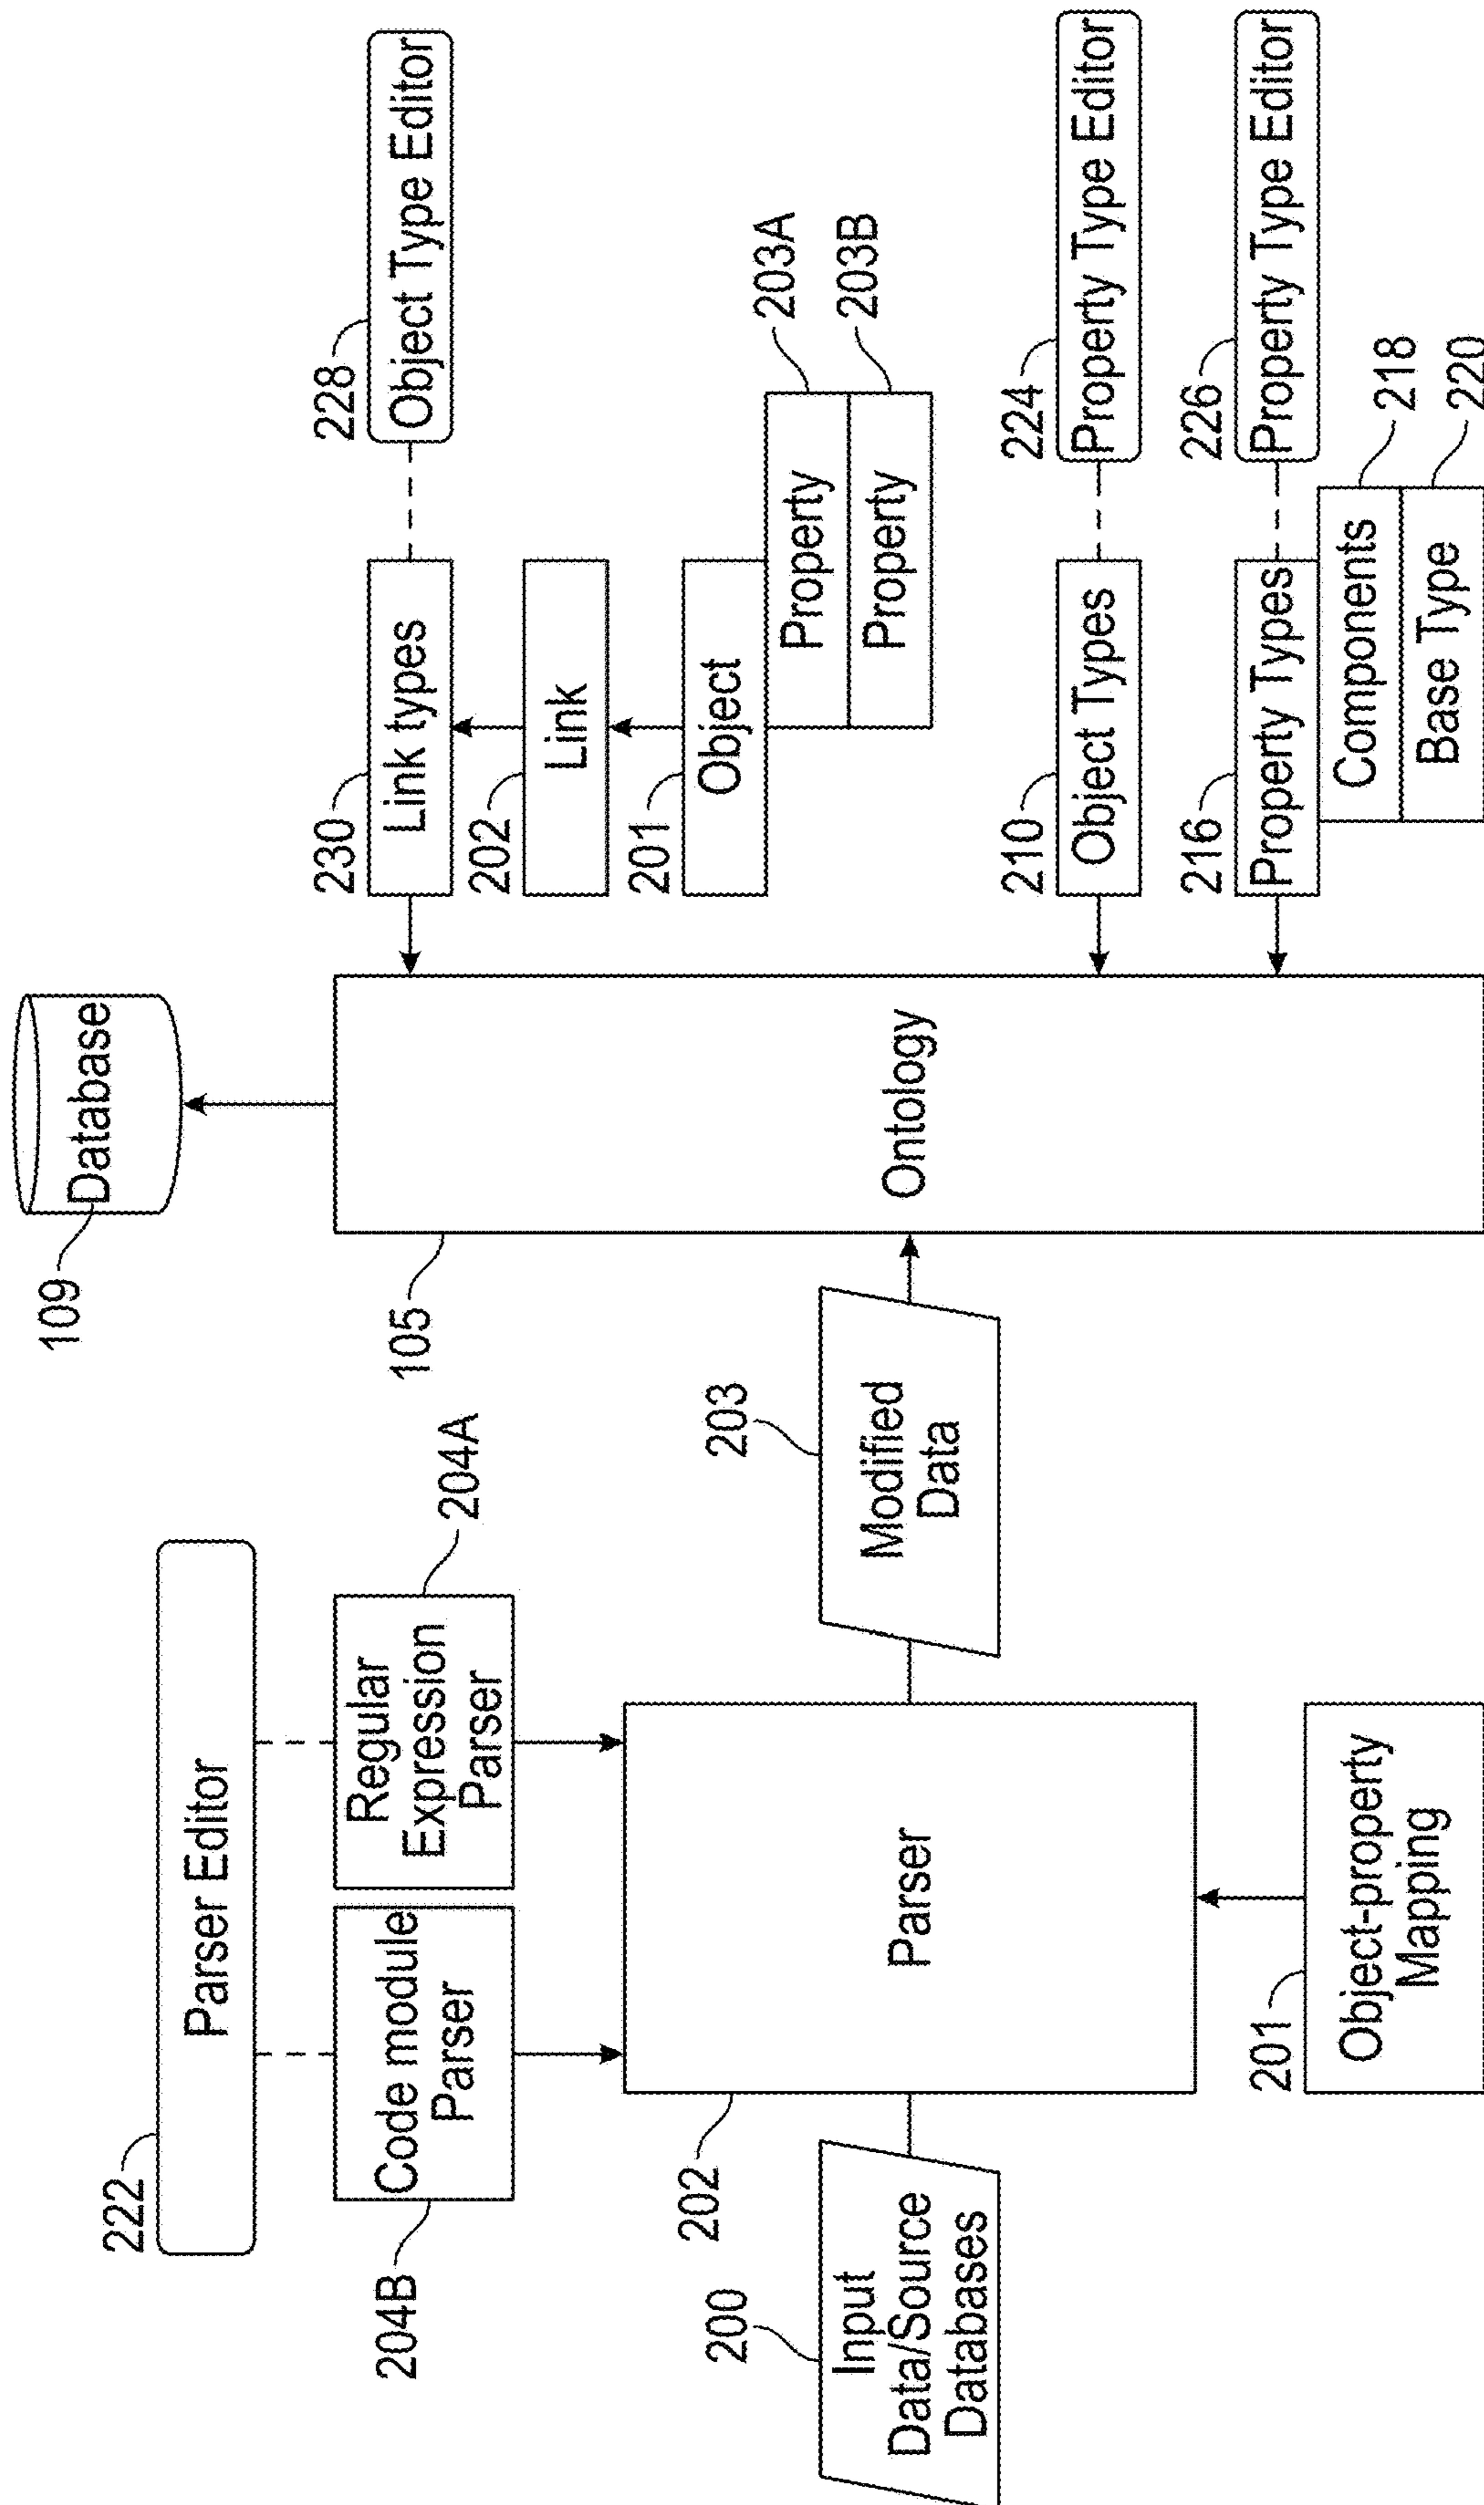 222
Parser Editor
204B
Code module
Parser
Regular
Expression
Parser
204A
200
Input
Data/Source
Databases
202
Parser
201
Object-property
Mapping
203
Modified
Data
109
Database
105
Ontology
230
Link types
228
Object Type Editor
202
Link
201
Object
Property
203A
Property
203B
210
Object Types
224
Property Type Editor
216
Property Types
226
Property Type Editor
Components
218
Base Type
220